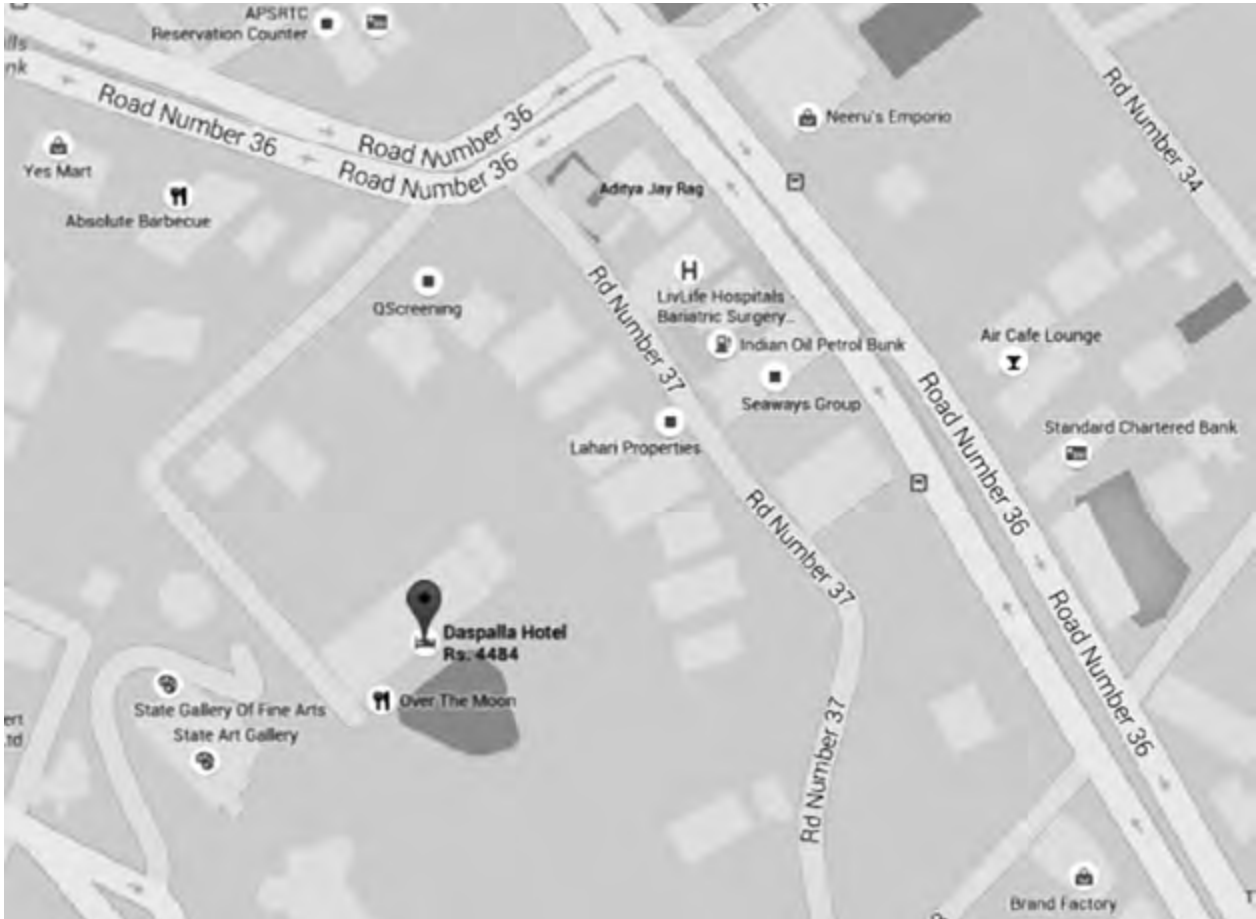 APSRTC
Reservation Counter
Road Number 36
Road Number 36
Road Number 36
Neeru's Emporio
Rd Number 34
Yes Mart
Absolute Barbecue
Aditya Jay Rag
QScreening
Rd Number 37
LivLife Hospitals -
Bariatric Surgery...
Indian Oil Petrol Bunk
Seaways Group
Air Cafe Lounge
Road Number 36
Standard Chartered Bank
Lahari Properties
Rd Number 37
Daspalla Hotel
Rs. 4484
Over The Moon
State Gallery Of Fine Arts
State Art Gallery
Road Number 36
Rd Number 37
Brand Factory